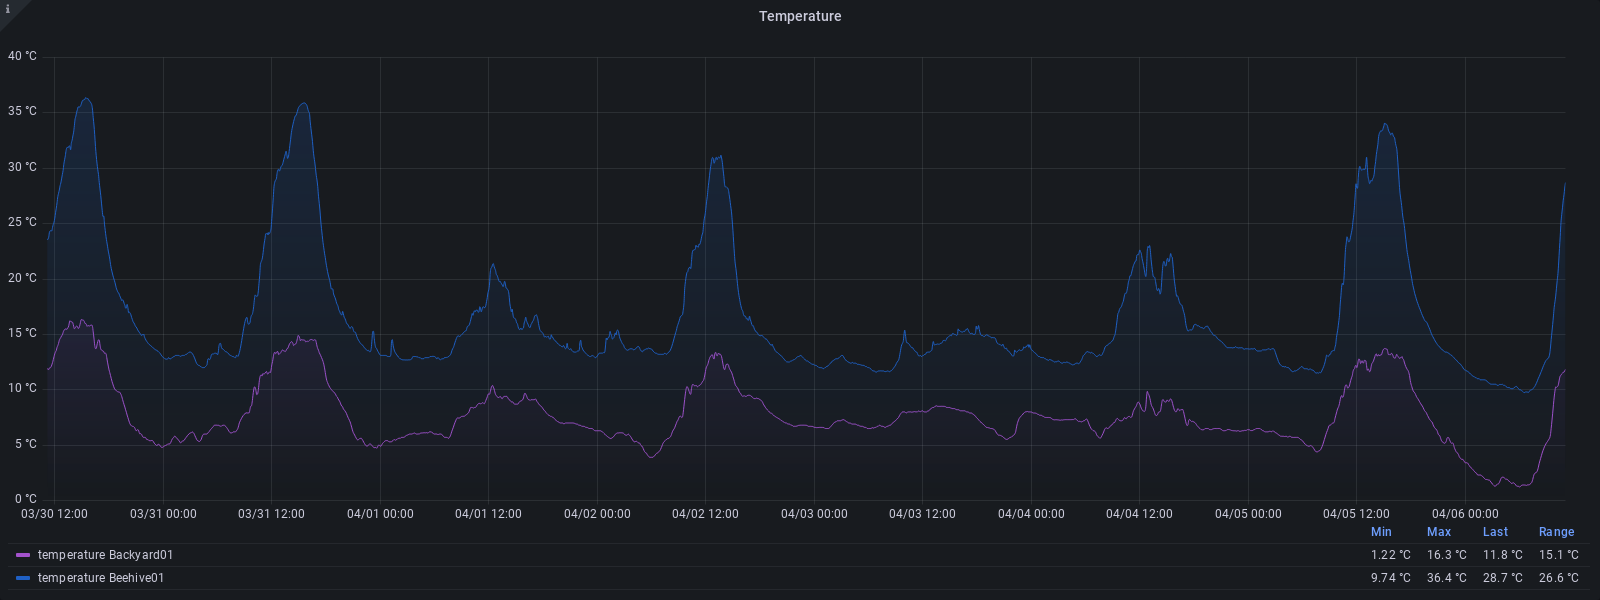 i
Temperature
40 °C
35 °C
30 °C
25 °C
20 °C
15 °C
10 °C
5 °C
0 °C
03/30 12:00 03/31 00:00 03/31 12:00 04/01 00:00 04/01 12:00 04/02 00:00 04/02 12:00 04/03 00:00 04/03 12:00 04/04 00:00 04/04 12:00 04/05 00:00 04/05 12:00 04/06 00:00
Min Max Last Range
temperature Backyard01 1.22 °C 16.3 °C 11.8 °C 15.1 °C
temperature Beehive01 9.74 °C 36.4 °C 28.7 °C 26.6 °C